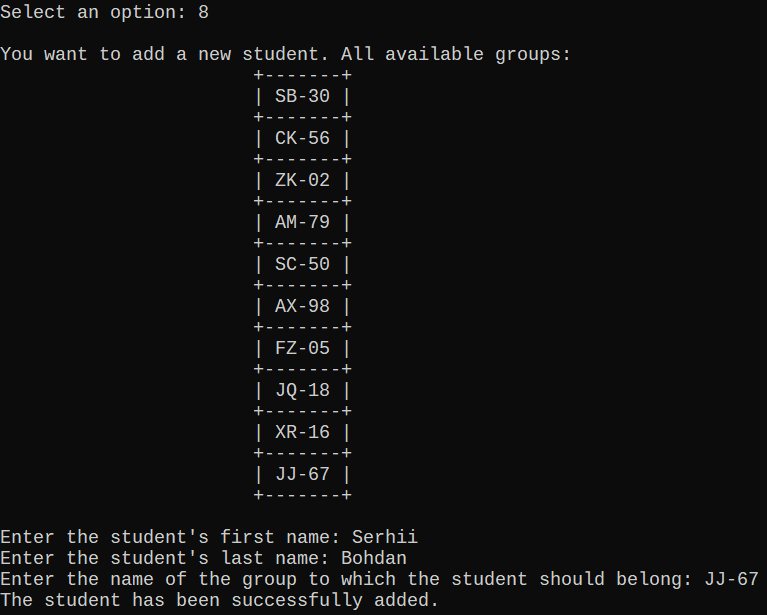 Select an option: 8
You want to add a new student. All available groups:
+-------+
| SB-30 |
+-------+
| CK-56 |
+-------+
| ZK-02 |
+-------+
| AM-79 |
+-------+
| SC-50 |
+-------+
| AX-98 |
+-------+
| FZ-05 |
+-------+
| JQ-18 |
+-------+
| XR-16 |
+-------+
| JJ-67 |
+-------+
Enter the student's first name: Serhii
Enter the student's last name: Bohdan
Enter the name of the group to which the student should belong: JJ-67
The student has been successfully added.